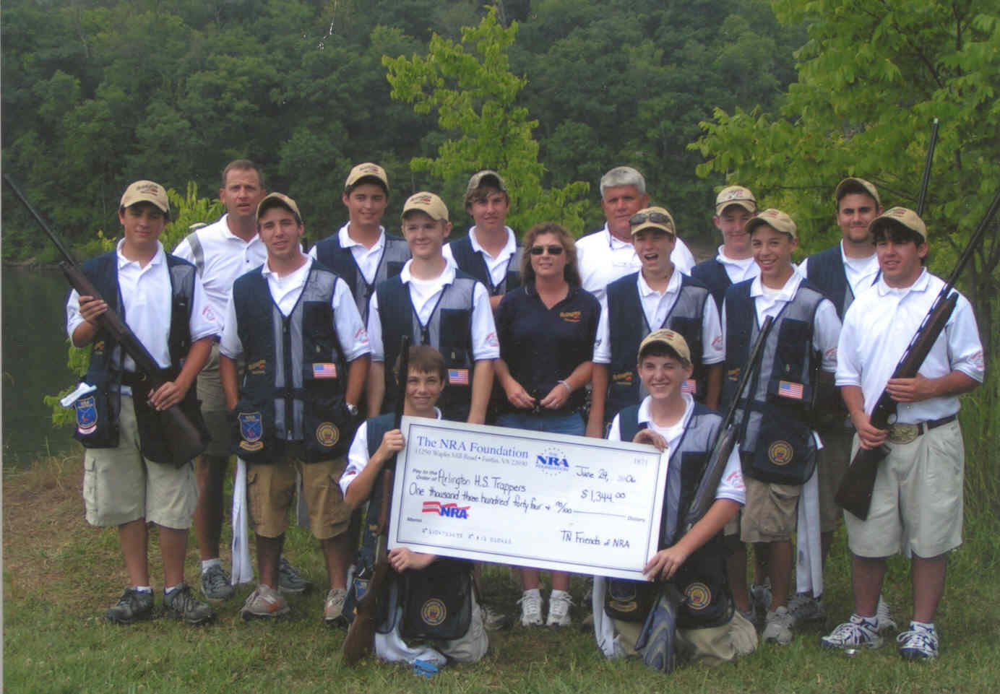 The NRA Foundation
11250 Waples Mill Road • Fairfax, VA 22030
THE
NRA
FOUNDATION
1871
June 24, 2006
Pay to the
Order of Arlington H.S. Trappers
$1,344.00
One thousand three hundred forty four & 00/100
Dollars
NRA
Memo
TN Friends of NRA
NRA